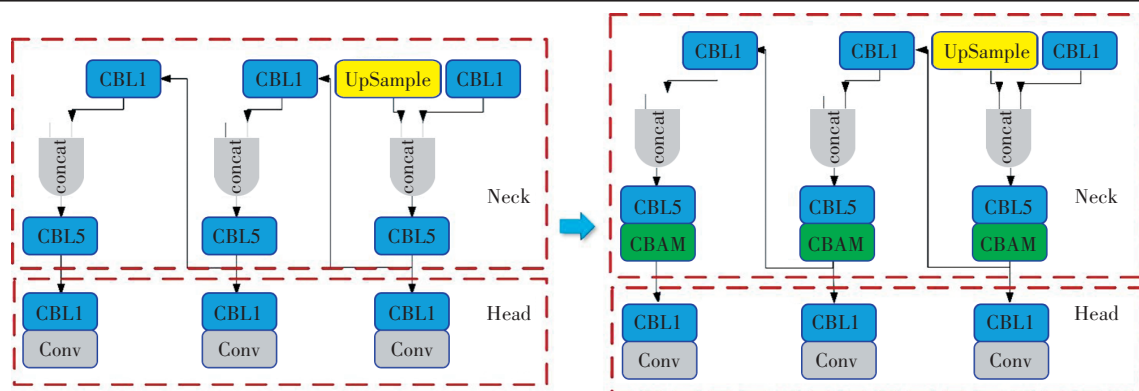 CBL1 CBL1 UpSample CBL1
concat concat concat
Neck
CBL5 CBL5 CBL5
CBL1 CBL1 CBL1 Head
Conv Conv Conv
CBL1 CBL1 UpSample CBL1
concat concat concat
CBL5 CBL5 CBL5 Neck
CBAM CBAM CBAM
CBL1 CBL1 CBL1 Head
Conv Conv Conv